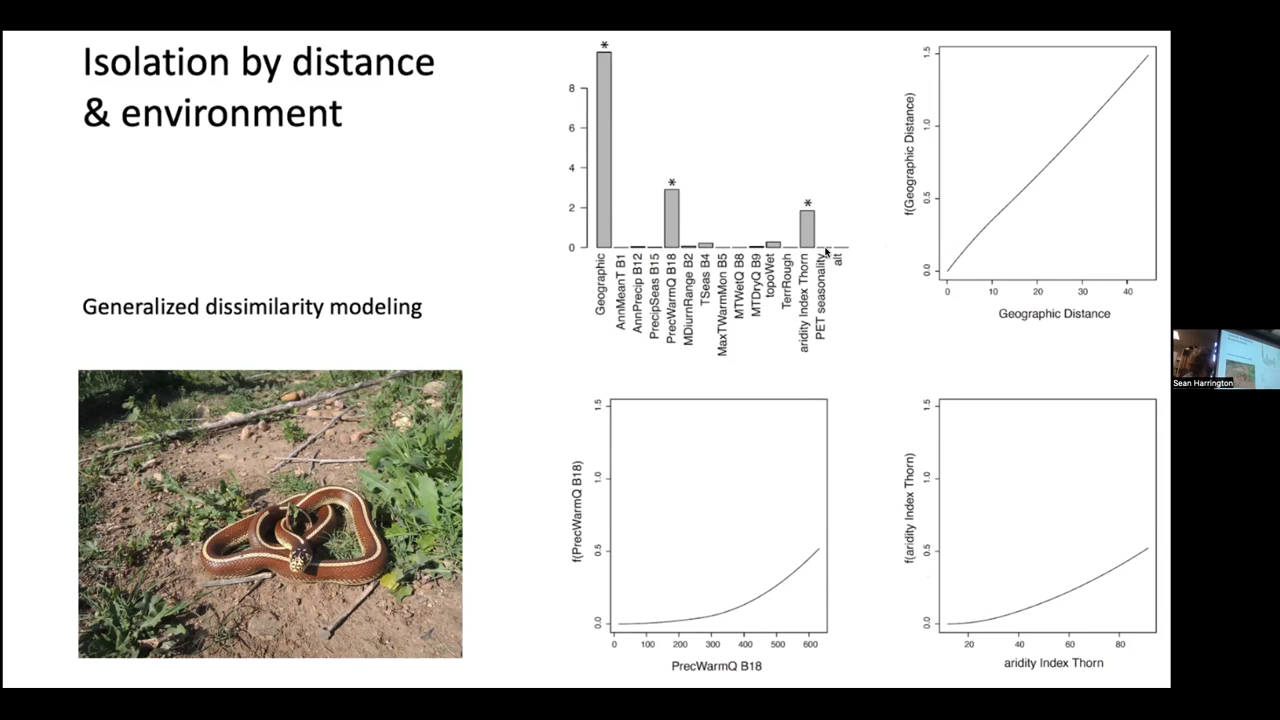 Isolation by distance
& environment
Generalized dissimilarity modeling
8
6
4
2
0
*
*
*
Geographic
AnnMeanT B1
AnnPrecip B12
PrecipSeas B15
PrecWarmQ B18
MDiurnRange B2
TSeas B4
MaxTWarmMon B5
MTWetQ B8
MTDryQ B9
topoWet
TerrRough
aridity Index Thorn
PET seasonality
alt
f(Geographic Distance)
1.5
1.0
0.5
0.0
0 10 20 30 40
Geographic Distance
f(PrecWarmQ B18)
1.5
1.0
0.5
0.0
0 100 200 300 400 500 600
PrecWarmQ B18
f(aridity Index Thorn)
1.5
1.0
0.5
0.0
20 40 60 80
aridity Index Thorn
Sean Harrington